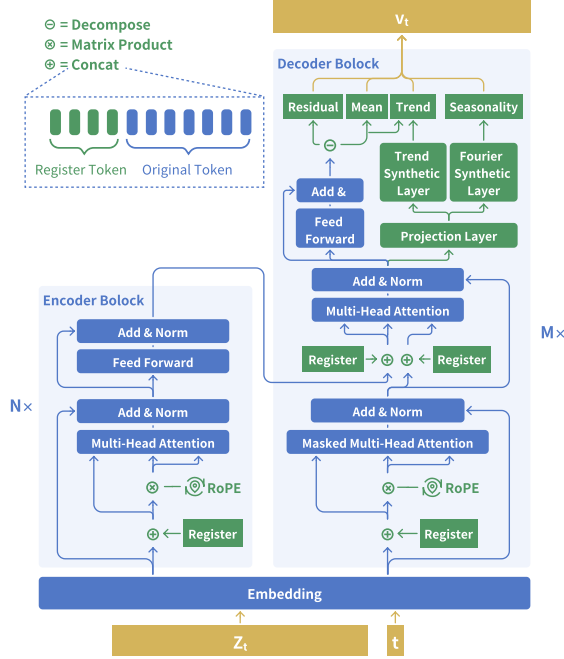 Vt
⊖ = Decompose
⊗ = Matrix Product
⊕ = Concat
Register Token
Original Token
Decoder Bolock
Residual
Mean
Trend
Seasonality
Trend
Synthetic
Layer
Fourier
Synthetic
Layer
Add &
Feed
Forward
Projection Layer
Add & Norm
Multi-Head Attention
M×
Register
Register
Add & Norm
Masked Multi-Head Attention
RoPE
Register
Encoder Bolock
Add & Norm
Feed Forward
N×
Add & Norm
Multi-Head Attention
RoPE
Register
Embedding
Zt
t